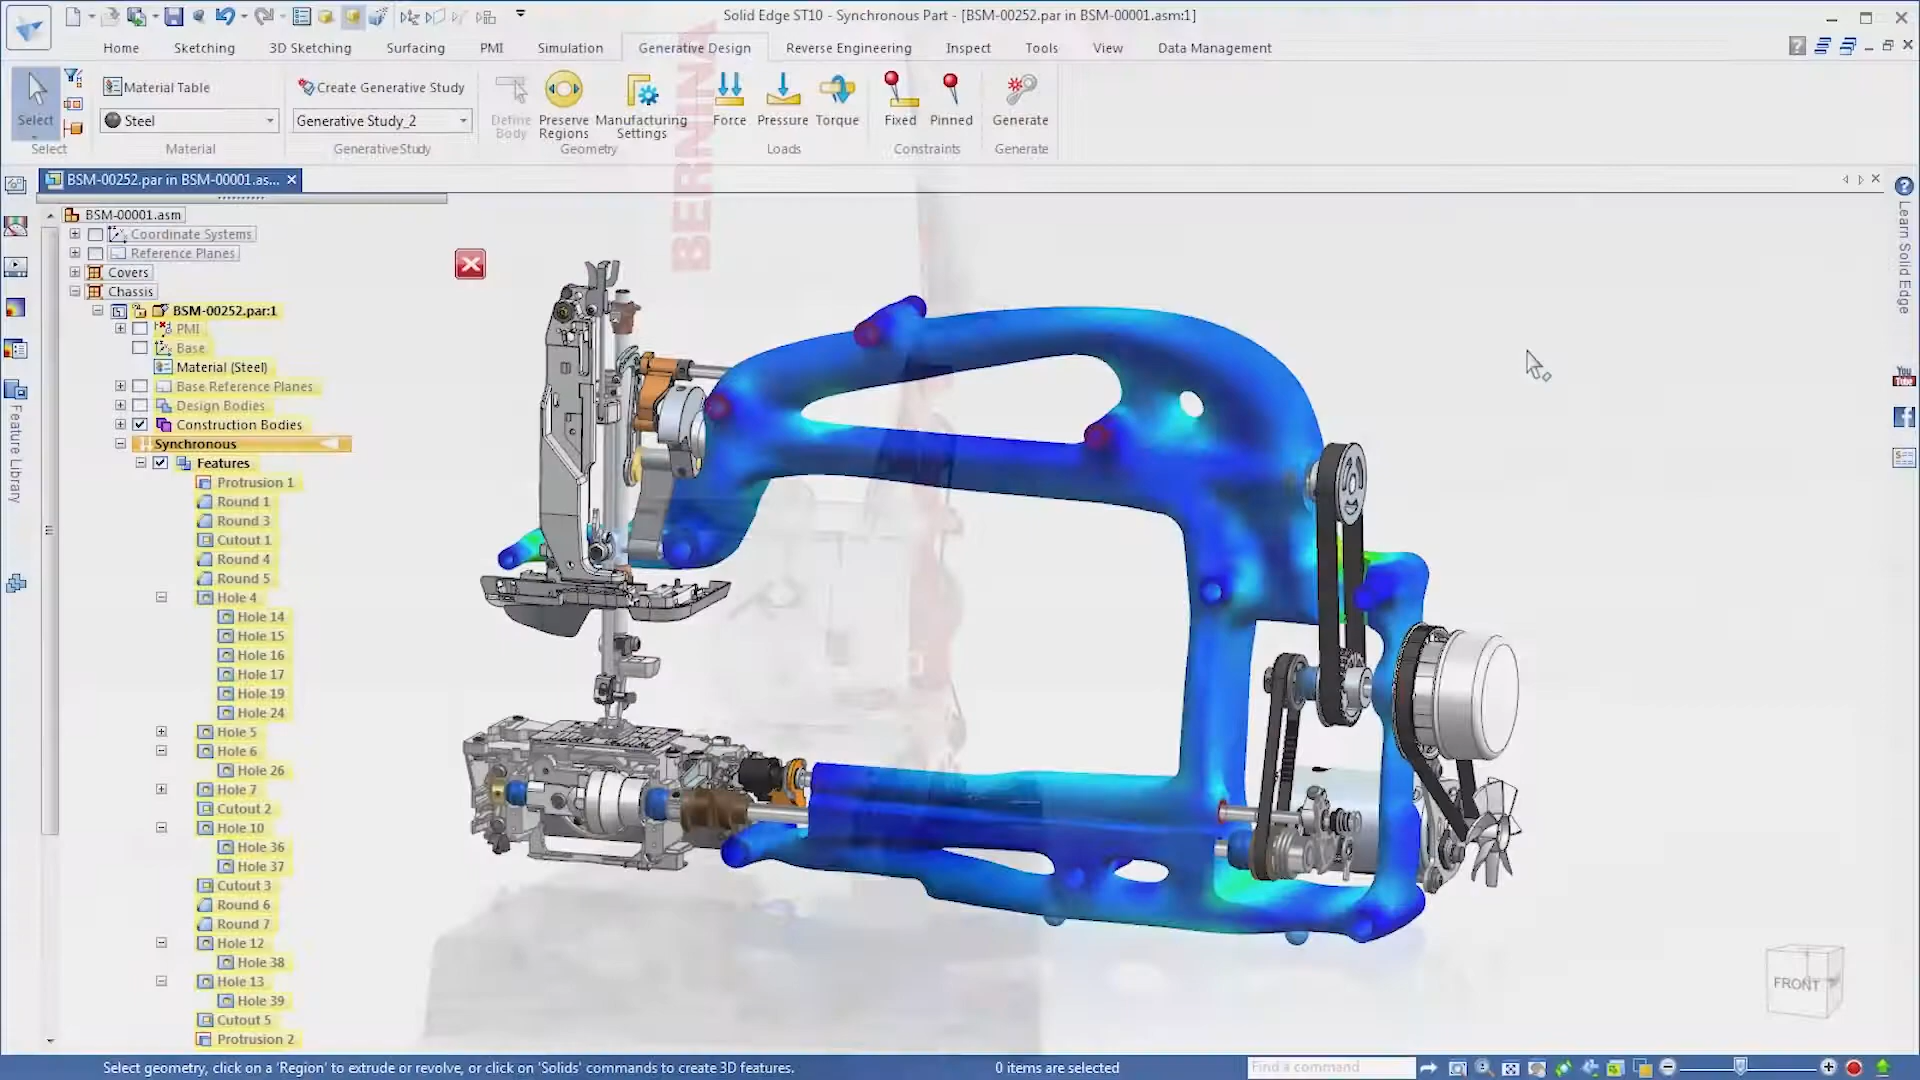 Solid Edge ST10 - Synchronous Part - [BSM-00252.par in BSM-00001.asm:1]
Home Sketching 3D Sketching Surfacing PMI Simulation Generative Design Reverse Engineering Inspect Tools View Data Management
Material Table
Create Generative Study
Select
Steel
Generative Study_2
Define Body
Preserve Regions
Manufacturing Settings
Force
Pressure
Torque
Fixed
Pinned
Generate
Select Material Generative Study Geometry Loads Constraints Generate
BSM-00252.par in BSM-00001.as...
BERNINA
BSM-00001.asm
Coordinate Systems
Reference Planes
Covers
Chassis
BSM-00252.par:1
PMI
Base
Material (Steel)
Base Reference Planes
Design Bodies
Construction Bodies
Synchronous
Features
Protrusion 1
Round 1
Round 3
Cutout 1
Round 4
Round 5
Hole 4
Hole 14
Hole 15
Hole 16
Hole 17
Hole 19
Hole 24
Hole 5
Hole 6
Hole 26
Hole 7
Cutout 2
Hole 10
Hole 36
Hole 37
Cutout 3
Round 6
Round 7
Hole 12
Hole 38
Hole 13
Hole 39
Cutout 5
Protrusion 2
Feature Library
Learn Solid Edge
You
Tube
FRONT
Select geometry, click on a 'Region' to extrude or revolve, or click on 'Solids' commands to create 3D features.
0 items are selected
Find a command